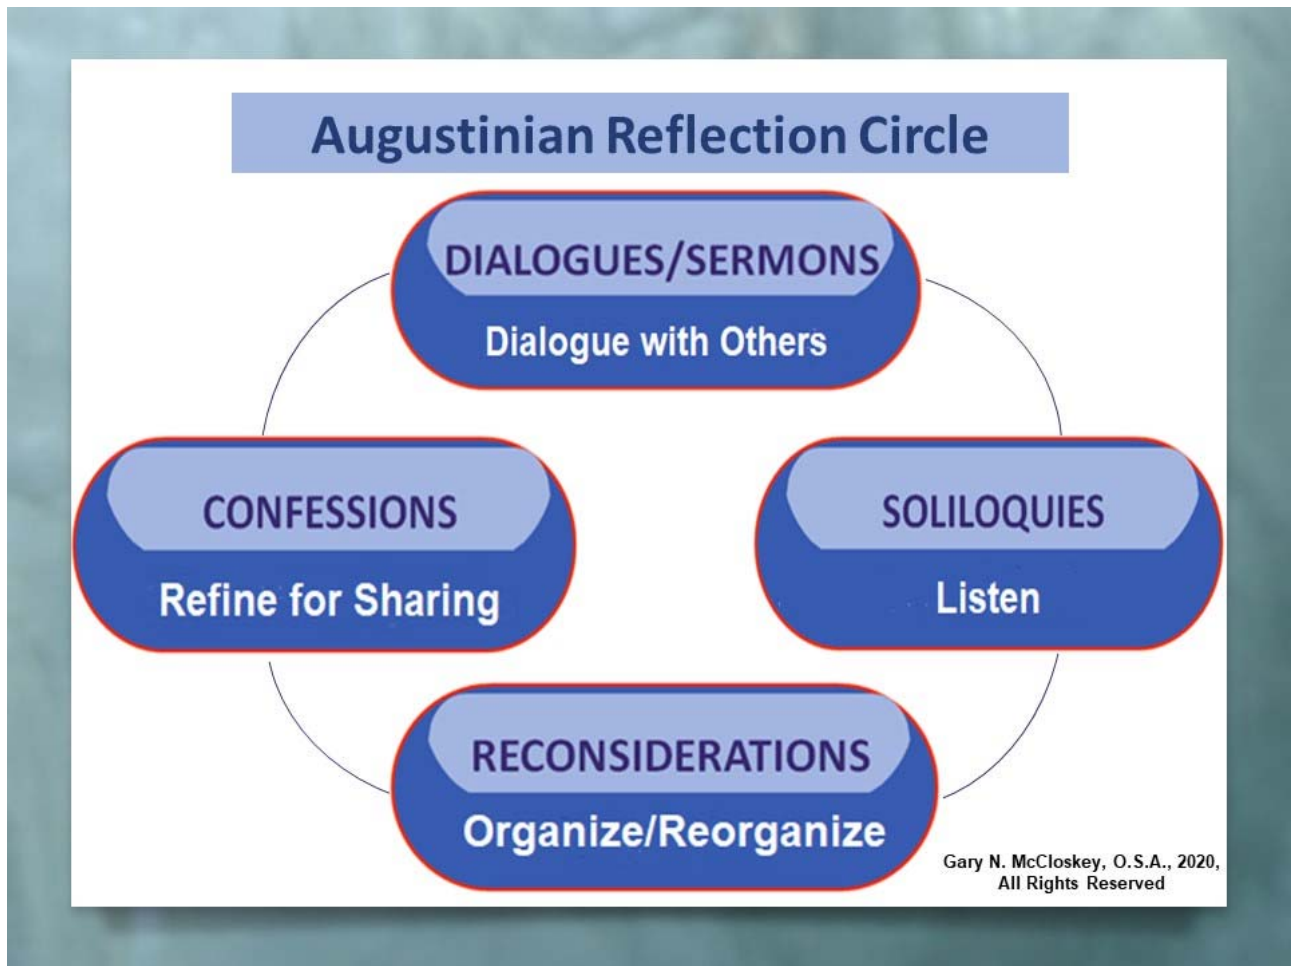 Augustinian Reflection Circle
DIALOGUES/SERMONS
Dialogue with Others
CONFESSIONS
Refine for Sharing
SOLILOQUIES
Listen
RECONSIDERATIONS
Organize/Reorganize
Gary N. McCloskey, O.S.A., 2020,
All Rights Reserved